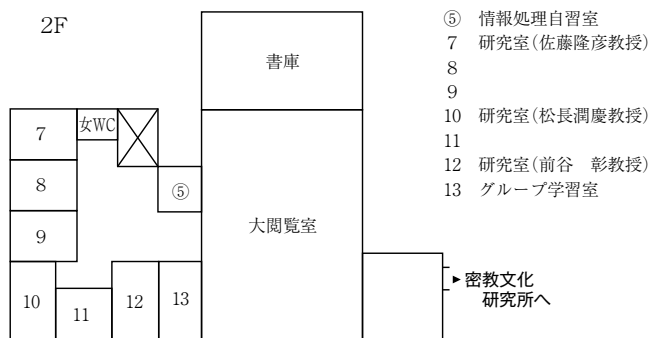 2F
書庫
大閲覧室
7
女WC
8
⑤
9
10
11
12
13
▶密教文化
研究所へ
⑤ 情報処理自習室
7 研究室(佐藤隆彦教授)
8
9
10 研究室(松長潤慶教授)
11
12 研究室(前谷 彰教授)
13 グループ学習室